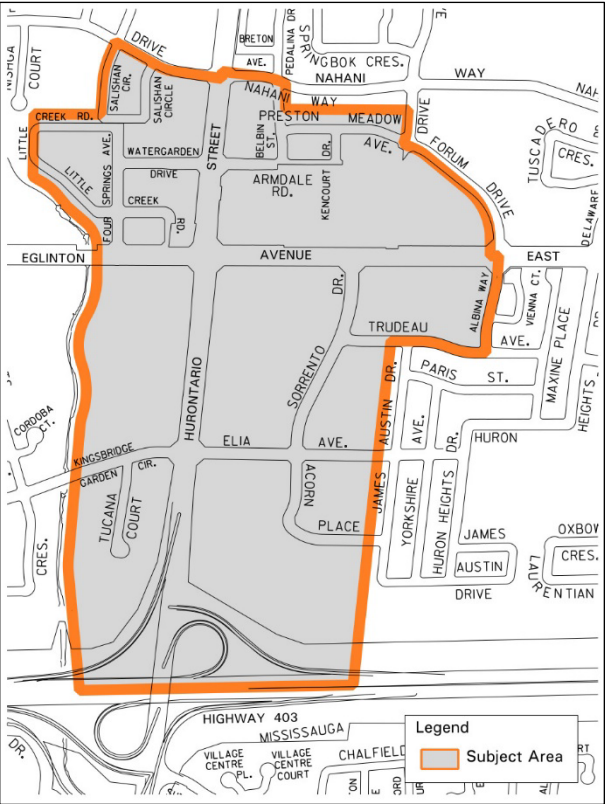 DRIVE
BRETON
AVE.
PEDALINA DR
SPRINGBOK CRES.
NAHANI
WAY
NISHGA
COURT
SALISHAN
CIR.
SALISHAN
CIRCLE
NAHANI
WAY
PRESTON
MEADOW
AVE.
DRIVE
FORUM
DRIVE
TUSCADERO
CRES.
DELAWARE
CREEK RD.
LITTLE
LITTLE
CREEK
RD.
AVE.
SPRINGS
FOUR
WATERGARDEN
DRIVE
STREET
BELBIN
ST.
KENCOURT
DR.
ARMDALE
RD.
EGLINTON
AVENUE
EAST
ALBINA WAY
VIENNA CT.
DR.
SORRENTO
TRUDEAU
AVE.
MAXINE PLACE
HEIGHTS
PARIS
ST.
HURONTARIO
JAMES
AUSTIN
DR.
YORKSHIRE
AVE.
HURON HEIGHTS
DR.
HURON
CORDOBA
CT.
KINGSBRIDGE
GARDEN
CIR.
ELIA
AVE.
TUCANA
COURT
ACORN
PLACE
CRES.
JAMES
AUSTIN
DRIVE
OXBOW
CRES.
LAURENTIAN
HIGHWAY 403
MISSISSAUGA
DR.
VILLAGE
CENTRE
PL.
VILLAGE
CENTRE
COURT
CHALFIELD
Legend
Subject Area